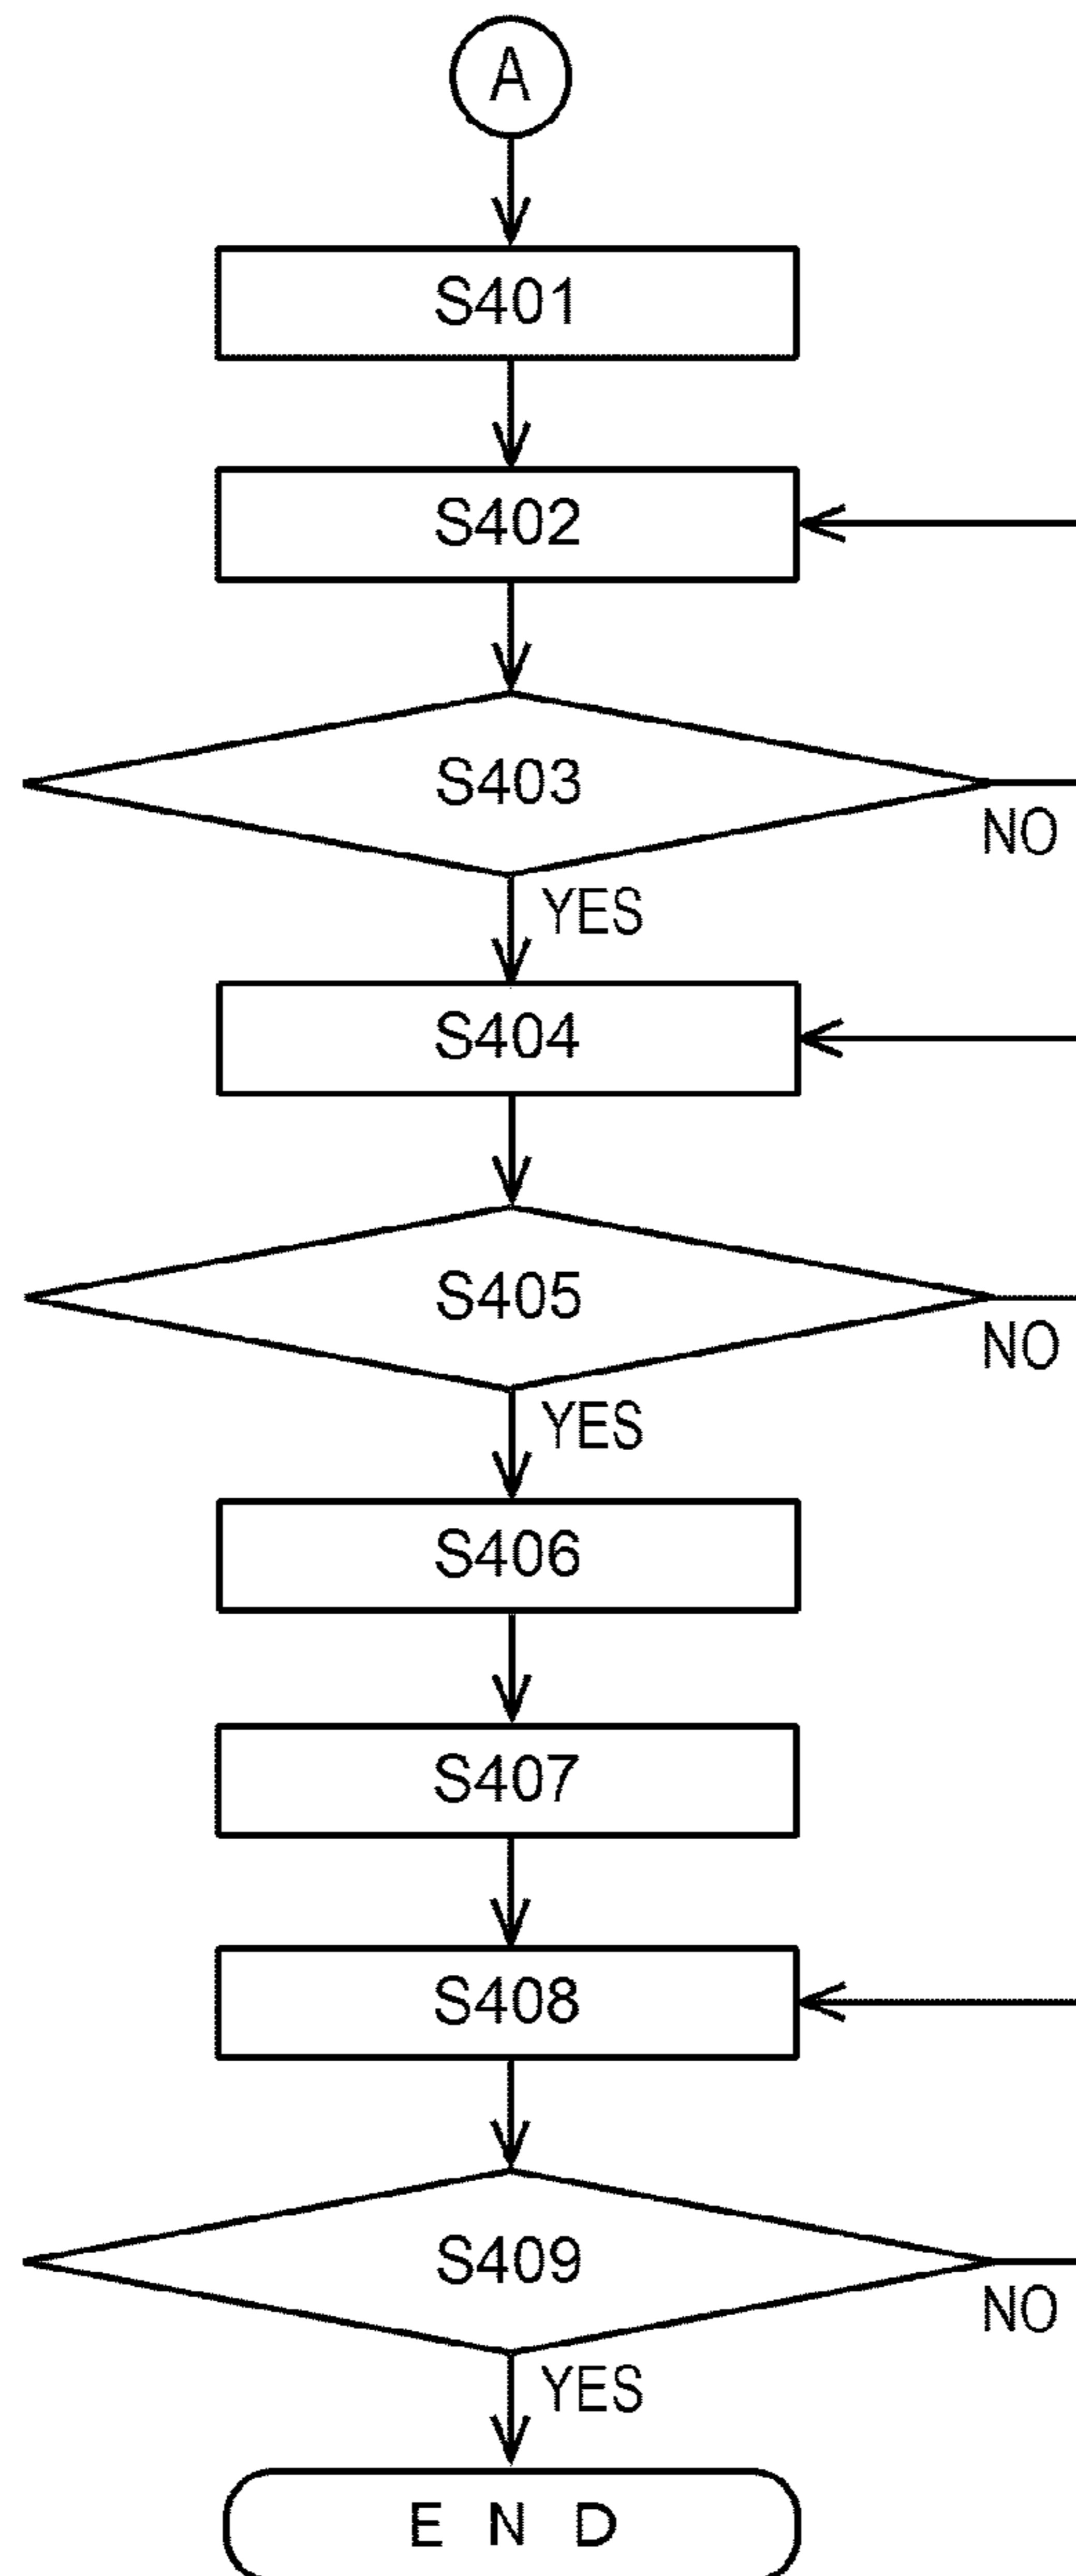 A
S401
S402
S403
NO
YES
S404
S405
NO
YES
S406
S407
S408
S409
NO
YES
E N D